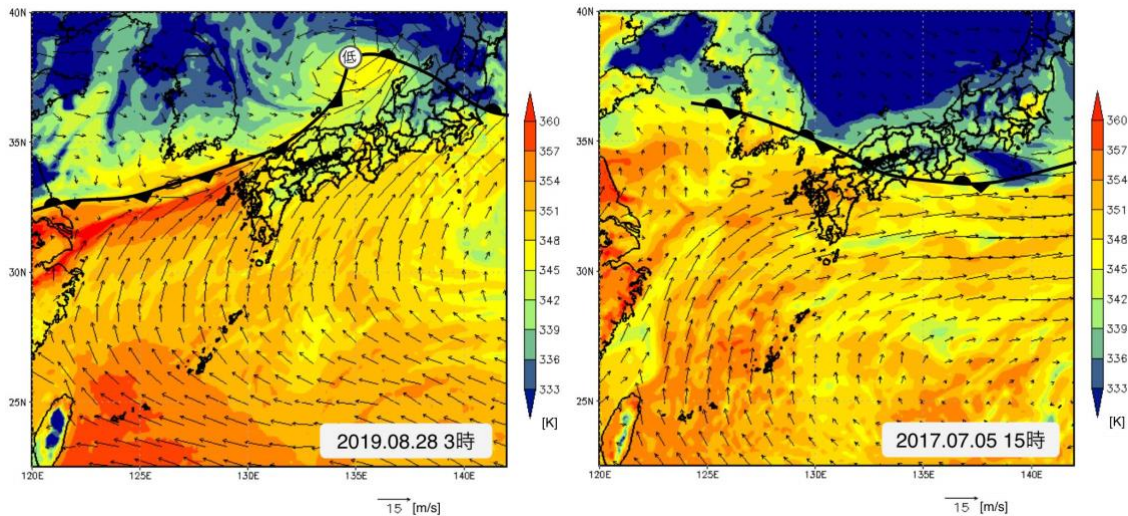 低
40N
35N
30N
25N
120E
125E
130E
135E
140E
2019.08.28 3時
15 [m/s]
360
357
354
351
348
345
342
339
336
333
[K]
40N
35N
30N
25N
120E
125E
130E
135E
140E
2017.07.05 15時
15 [m/s]
360
357
354
351
348
345
342
339
336
333
[K]